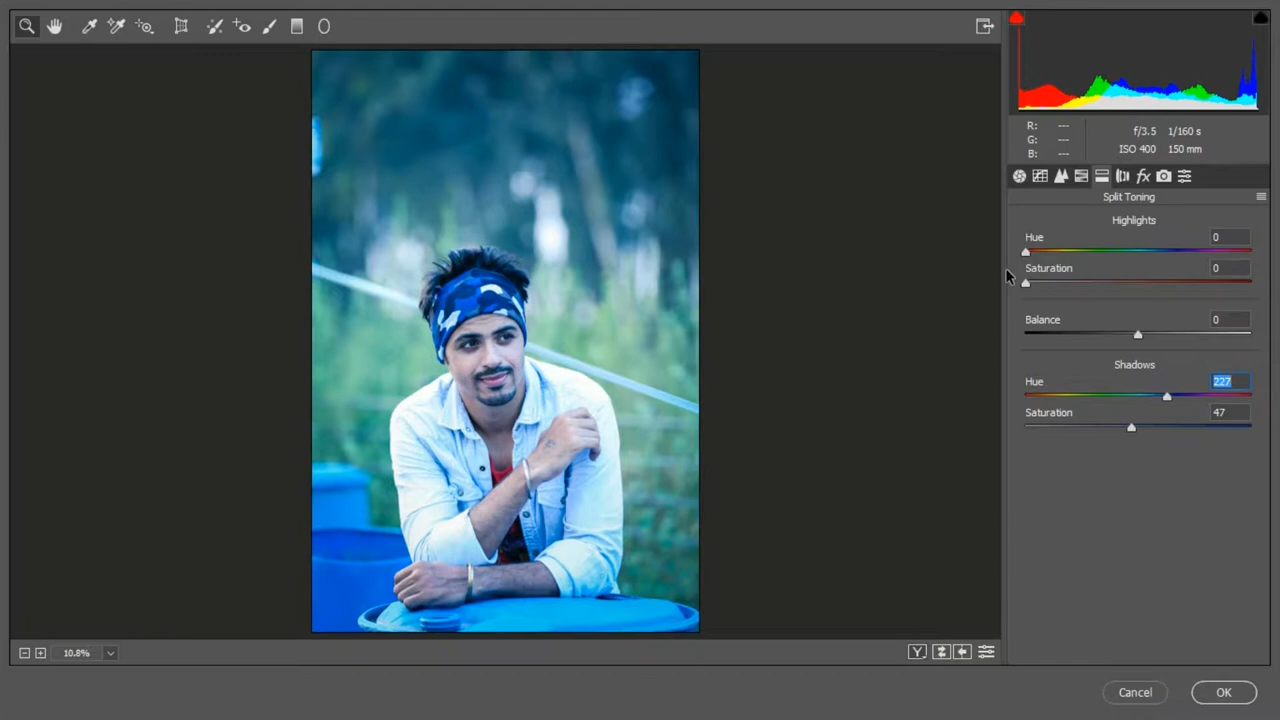 R: ---
G: ---
B: ---
f/3.5 1/160 s
ISO 400 150 mm
fx
Split Toning
Highlights
Hue 0
Saturation 0
Balance 0
Shadows
Hue 227
Saturation 47
10.8%
Y
Cancel OK